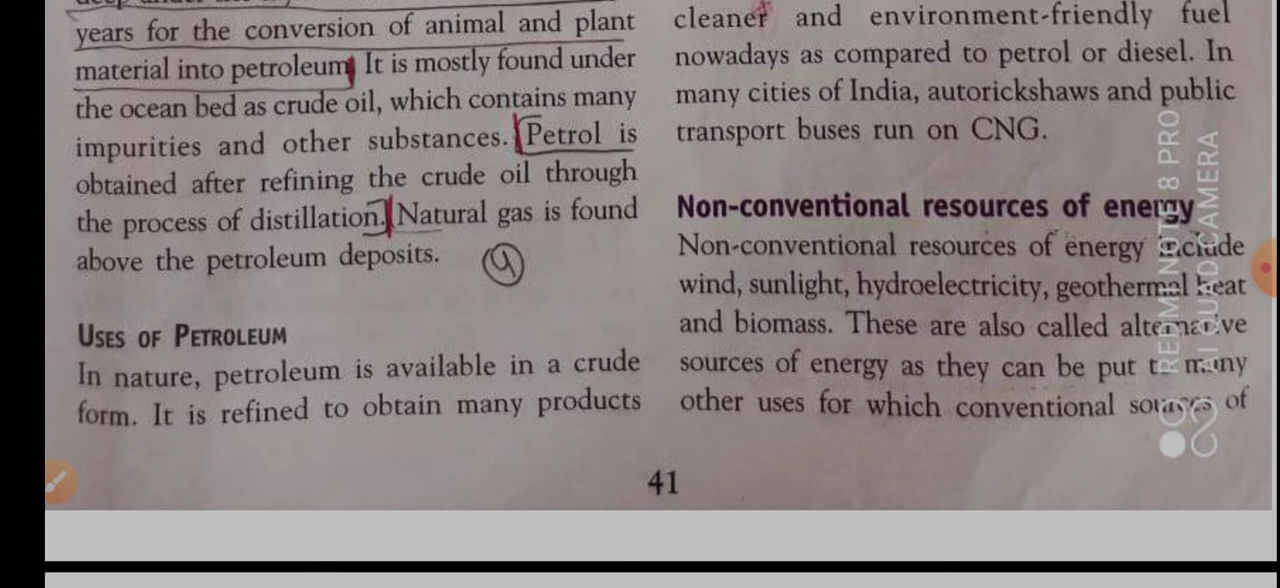 years for the conversion of animal and plant
material into petroleum. It is mostly found under
the ocean bed as crude oil, which contains many
impurities and other substances. Petrol is
obtained after refining the crude oil through
the process of distillation. Natural gas is found
above the petroleum deposits.
USES OF PETROLEUM
In nature, petroleum is available in a crude
form. It is refined to obtain many products
cleaner and environment-friendly fuel
nowadays as compared to petrol or diesel. In
many cities of India, autorickshaws and public
transport buses run on CNG.
Non-conventional resources of energy
Non-conventional resources of energy include
wind, sunlight, hydroelectricity, geothermal heat
and biomass. These are also called alternative
sources of energy as they can be put to many
other uses for which conventional sources of
41
REDMI NOTE 8 PRO
AI QUAD CAMERA